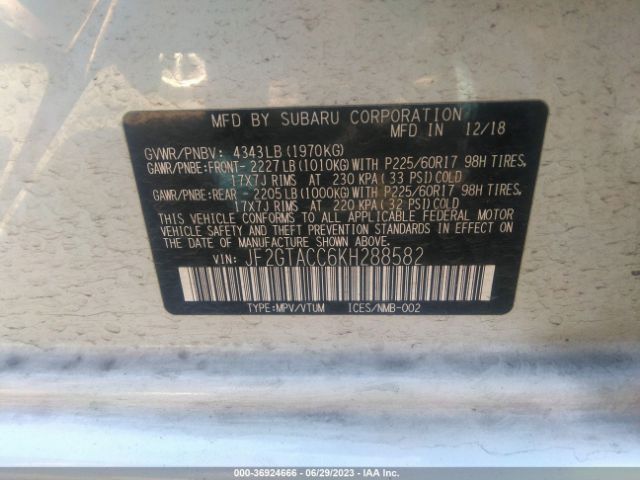 MFD BY SUBARU CORPORATION
MFD IN 12/18
GVWR/PNBV: 4343LB(1970KG)
GAWR/PNBE:FRONT- 2227LB(1010KG)WITH P225/60R17 98H TIRES,
17X7J RIMS AT 230 KPA( 33 PSI)COLD
GAWR/PNBE:REAR - 2205LB(1000KG)WITH P225/60R17 98H TIRES,
17X7J RIMS AT 220 KPA( 32 PSI)COLD
THIS VEHICLE CONFORMS TO ALL APPLICABLE FEDERAL MOTOR
VEHICLE SAFETY AND THEFT PREVENTION STANDARDS IN EFFECT ON
THE DATE OF MANUFACTURE SHOWN ABOVE.
VIN: JF2GTACC6KH288582
TYPE:MPV/VTUM ICES/NMB-002
000-36924666 - 06/29/2023 - IAA Inc.